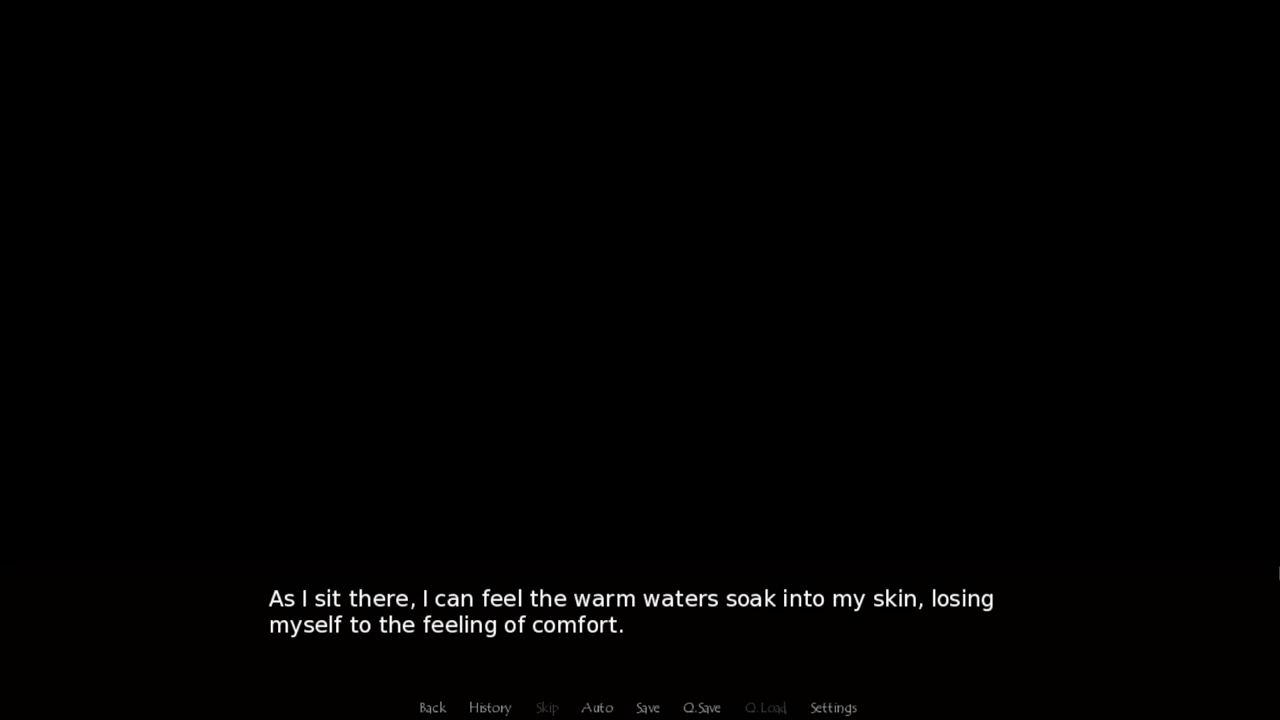 As I sit there, I can feel the warm waters soak into my skin, losing
myself to the feeling of comfort.
Back History Skip Auto Save Q.Save Q.Load Settings